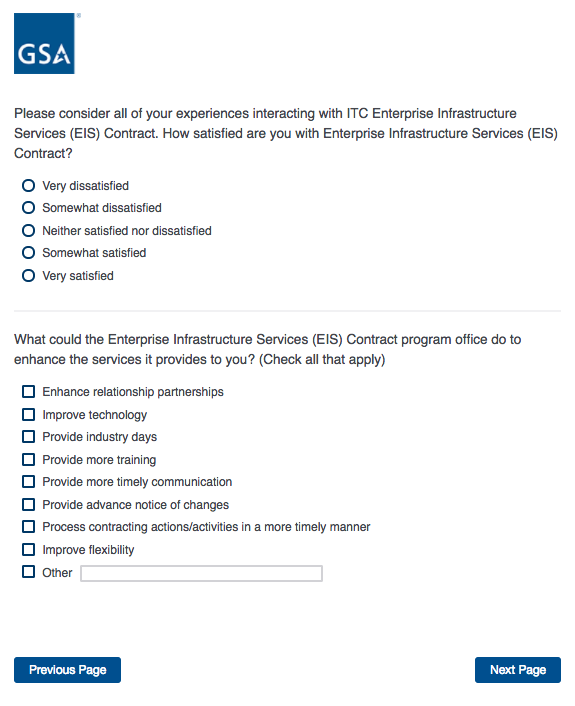 GSA
Please consider all of your experiences interacting with ITC Enterprise Infrastructure
Services (EIS) Contract. How satisfied are you with Enterprise Infrastructure Services (EIS)
Contract?
Very dissatisfied
Somewhat dissatisfied
Neither satisfied nor dissatisfied
Somewhat satisfied
Very satisfied
What could the Enterprise Infrastructure Services (EIS) Contract program office do to
enhance the services it provides to you? (Check all that apply)
Enhance relationship partnerships
Improve technology
Provide industry days
Provide more training
Provide more timely communication
Provide advance notice of changes
Process contracting actions/activities in a more timely manner
Improve flexibility
Other
Previous Page
Next Page